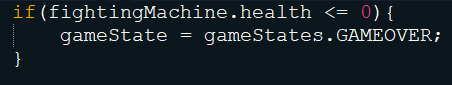 if(fightingMachine.health <= 0){
    gameState = gameStates.GAMEOVER;
}